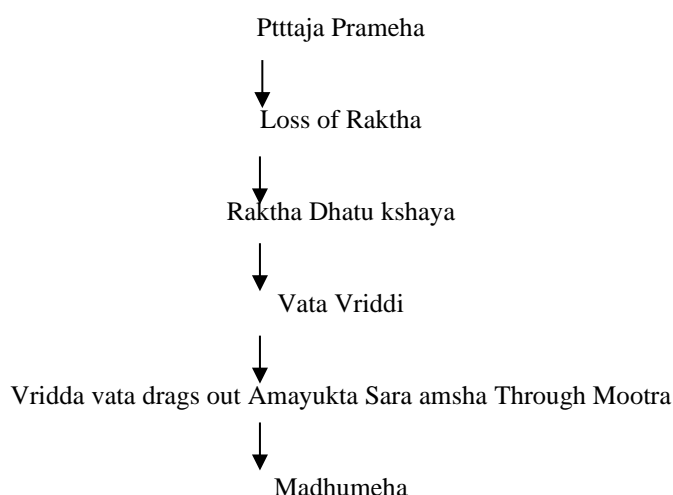 Ptttaja Prameha
Loss of Raktha
Raktha Dhatu kshaya
Vata Vriddi
Vridda vata drags out Amayukta Sara amsha Through Mootra
Madhumeha